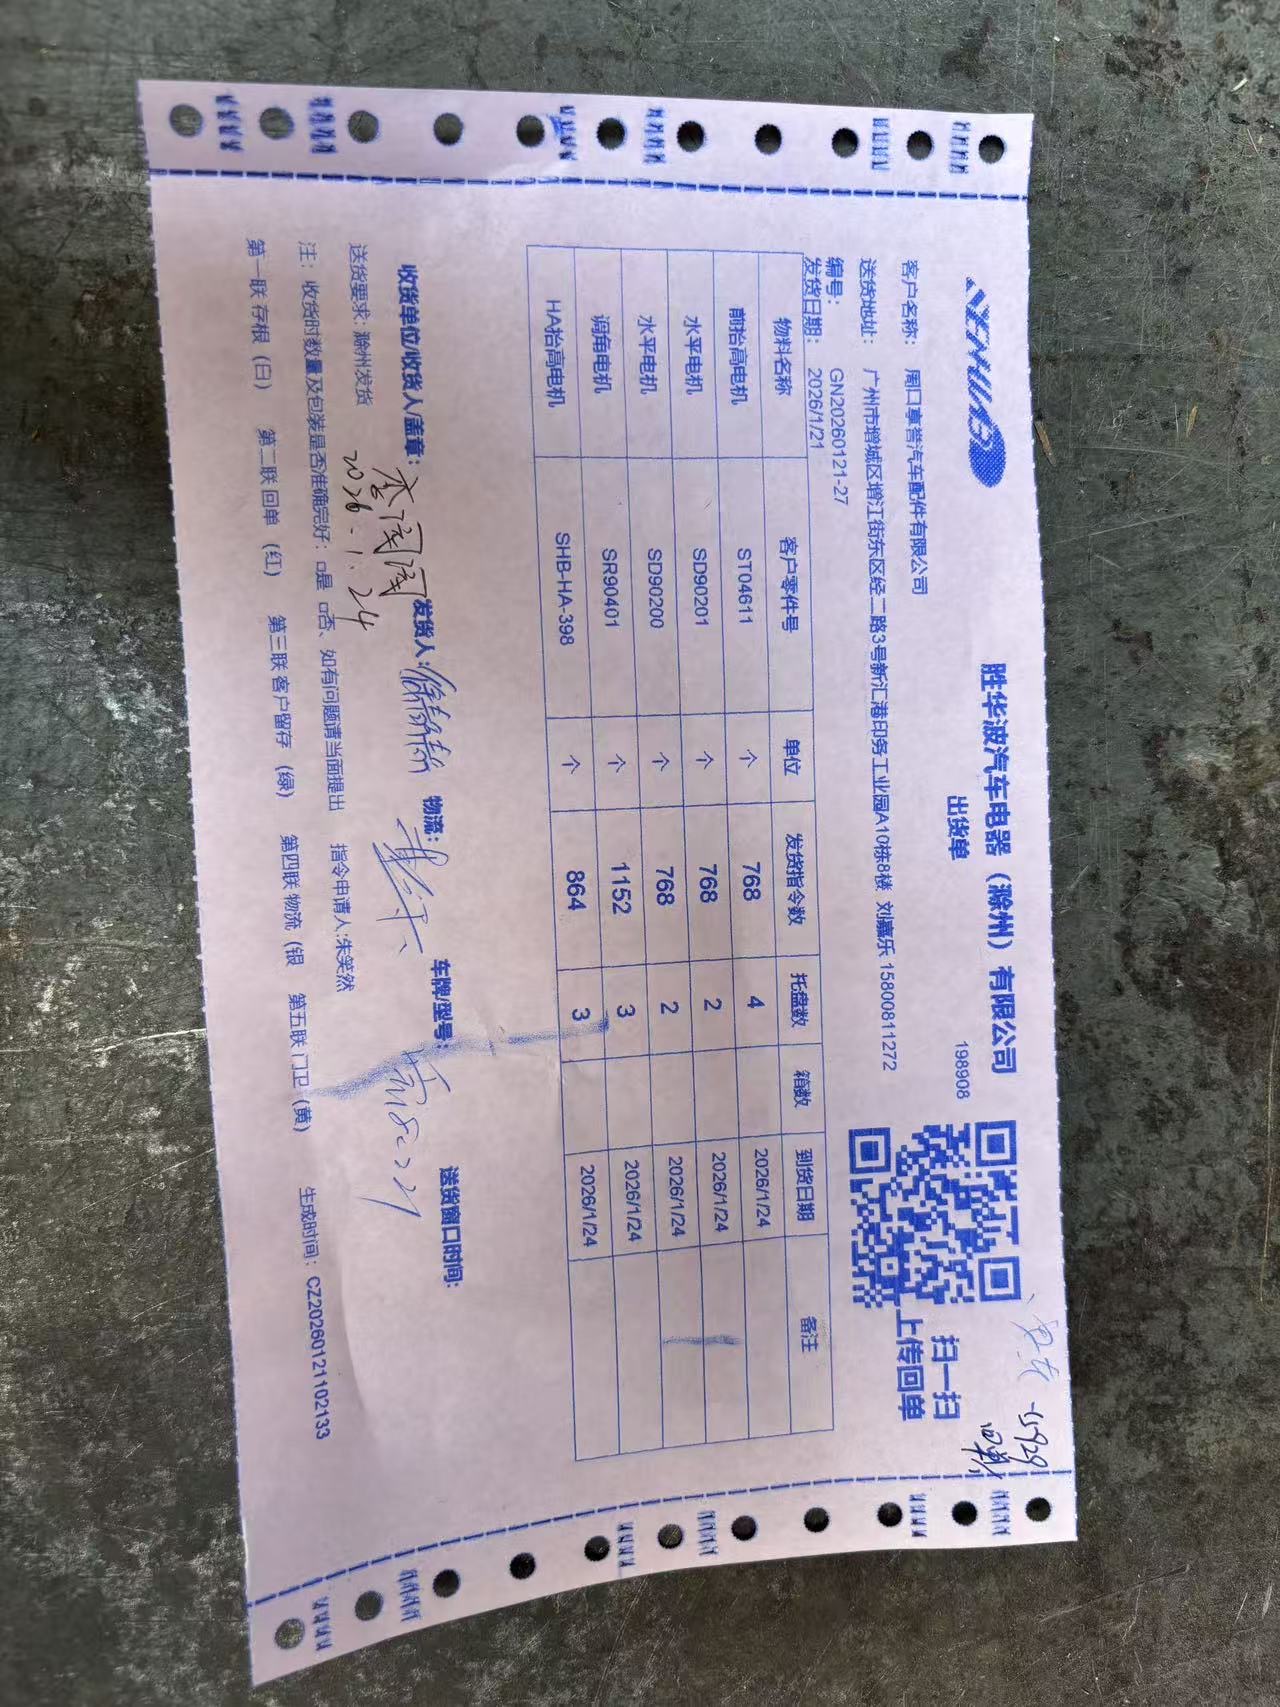 胜华波汽车电器（滁州）有限公司
出货单
198908
扫一扫
上传回单
客户名称： 周口享誉汽车配件有限公司
送货地址： 广州市增城区增江街东区经二路3号新汇港印务工业园A10栋8楼 刘嘉乐 15800811272
编号： GN20260121-27
发货日期： 2026/1/21
物料名称 客户零件号 单位 发货指令数 托盘数 箱数 到货日期 备注
前抬高电机 ST04611 个 768 4 2026/1/24
水平电机 SD90201 个 768 2 2026/1/24
水平电机 SD90200 个 768 2 2026/1/24
调角电机 SR90401 个 1152 3 2026/1/24
HA抬高电机 SHB-HA-398 个 864 3 2026/1/24
收货单位/收货人/盖章： 发货人： 物流： 车牌/型号： 送货窗口时间：
2026-1.24
送货要求：滁州发货 指令申请人:朱笑然
注：收货时数量及包装是否准确完好：□是 □否、如有问题请当面提出 生成时间：CZ20260121102133
第一联 存根（白） 第二联 回单（红） 第三联 客户留存（绿） 第四联 物流（银 第五联 门卫（黄）